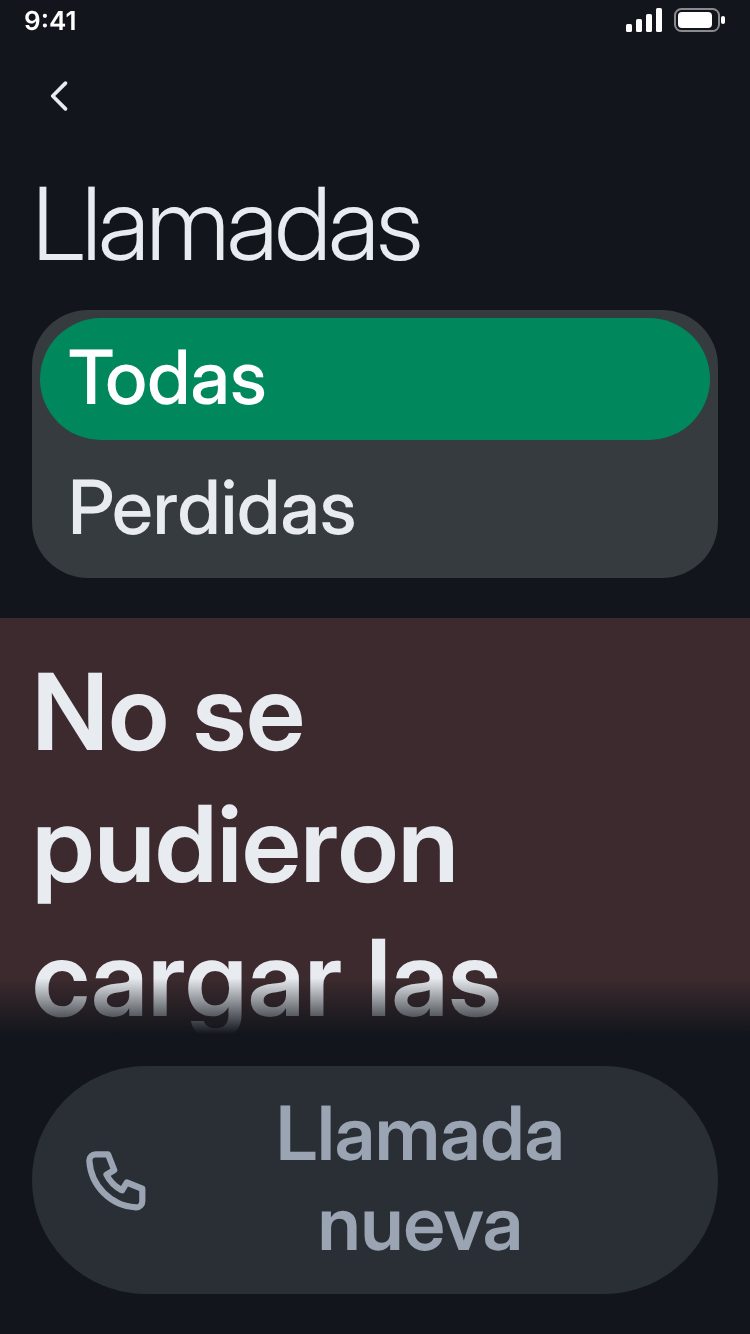 9:41
Llamadas
Todas
Perdidas
No se
pudieron
cargar las
Llamada
nueva